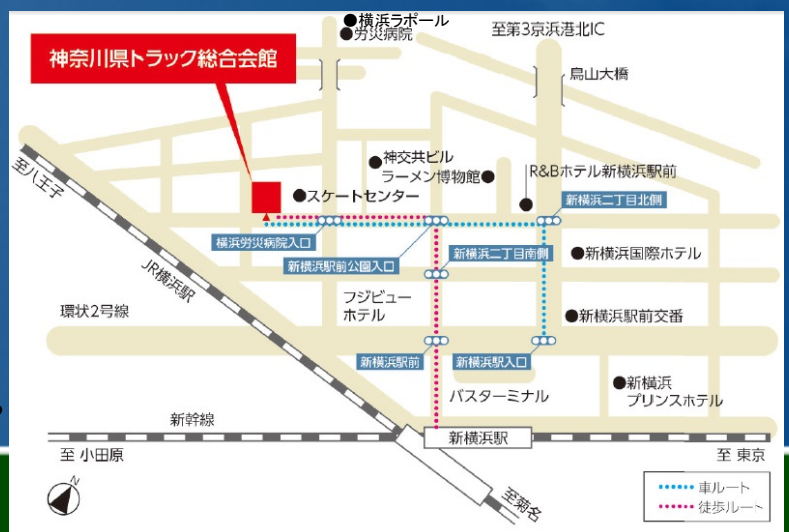 横浜ラポール
労災病院
至第3京浜港北IC
神奈川県トラック総合会館
鳥山大橋
神交共ビル
ラーメン博物館
R&Bホテル新横浜駅前
至八王子
スケートセンター
新横浜二丁目北側
横浜労災病院入口
新横浜駅前公園入口
新横浜二丁目南側
新横浜国際ホテル
JR横浜駅
フジビュー
ホテル
環状2号線
新横浜駅前交番
新横浜駅前
新横浜駅入口
バスターミナル
新横浜
プリンスホテル
新幹線
新横浜駅
至 小田原
至 東京
N
至菊名
車ルート
徒歩ルート